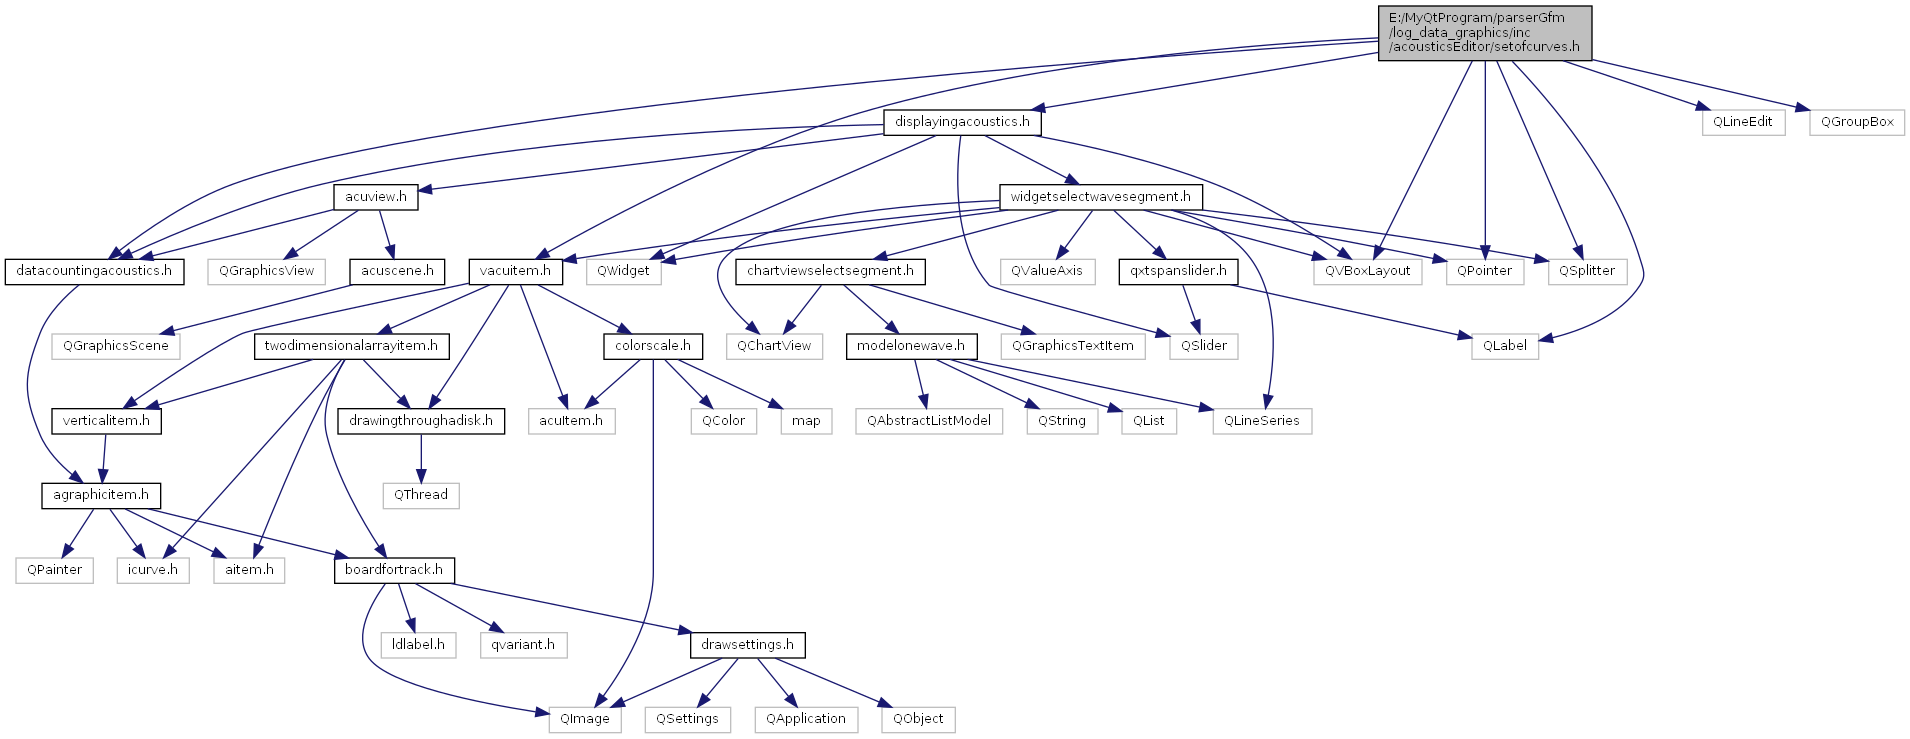 E:/MyQtProgram/parserGfm
/log_data_graphics/inc
/acousticsEditor/setofcurves.h
displayingacoustics.h
QLineEdit
QGroupBox
acuview.h
widgetselectwavesegment.h
datacountingacoustics.h
QGraphicsView
acuscene.h
vacuitem.h
QWidget
chartviewselectsegment.h
QValueAxis
qxtspanslider.h
QVBoxLayout
QPointer
QSplitter
QGraphicsScene
twodimensionalarrayitem.h
colorscale.h
QChartView
modelonewave.h
QGraphicsTextItem
QSlider
QLabel
verticalitem.h
drawingthroughadisk.h
acuItem.h
QColor
map
QAbstractListModel
QString
QList
QLineSeries
agraphicitem.h
QThread
QPainter
icurve.h
aitem.h
boardfortrack.h
ldlabel.h
qvariant.h
drawsettings.h
QImage
QSettings
QApplication
QObject